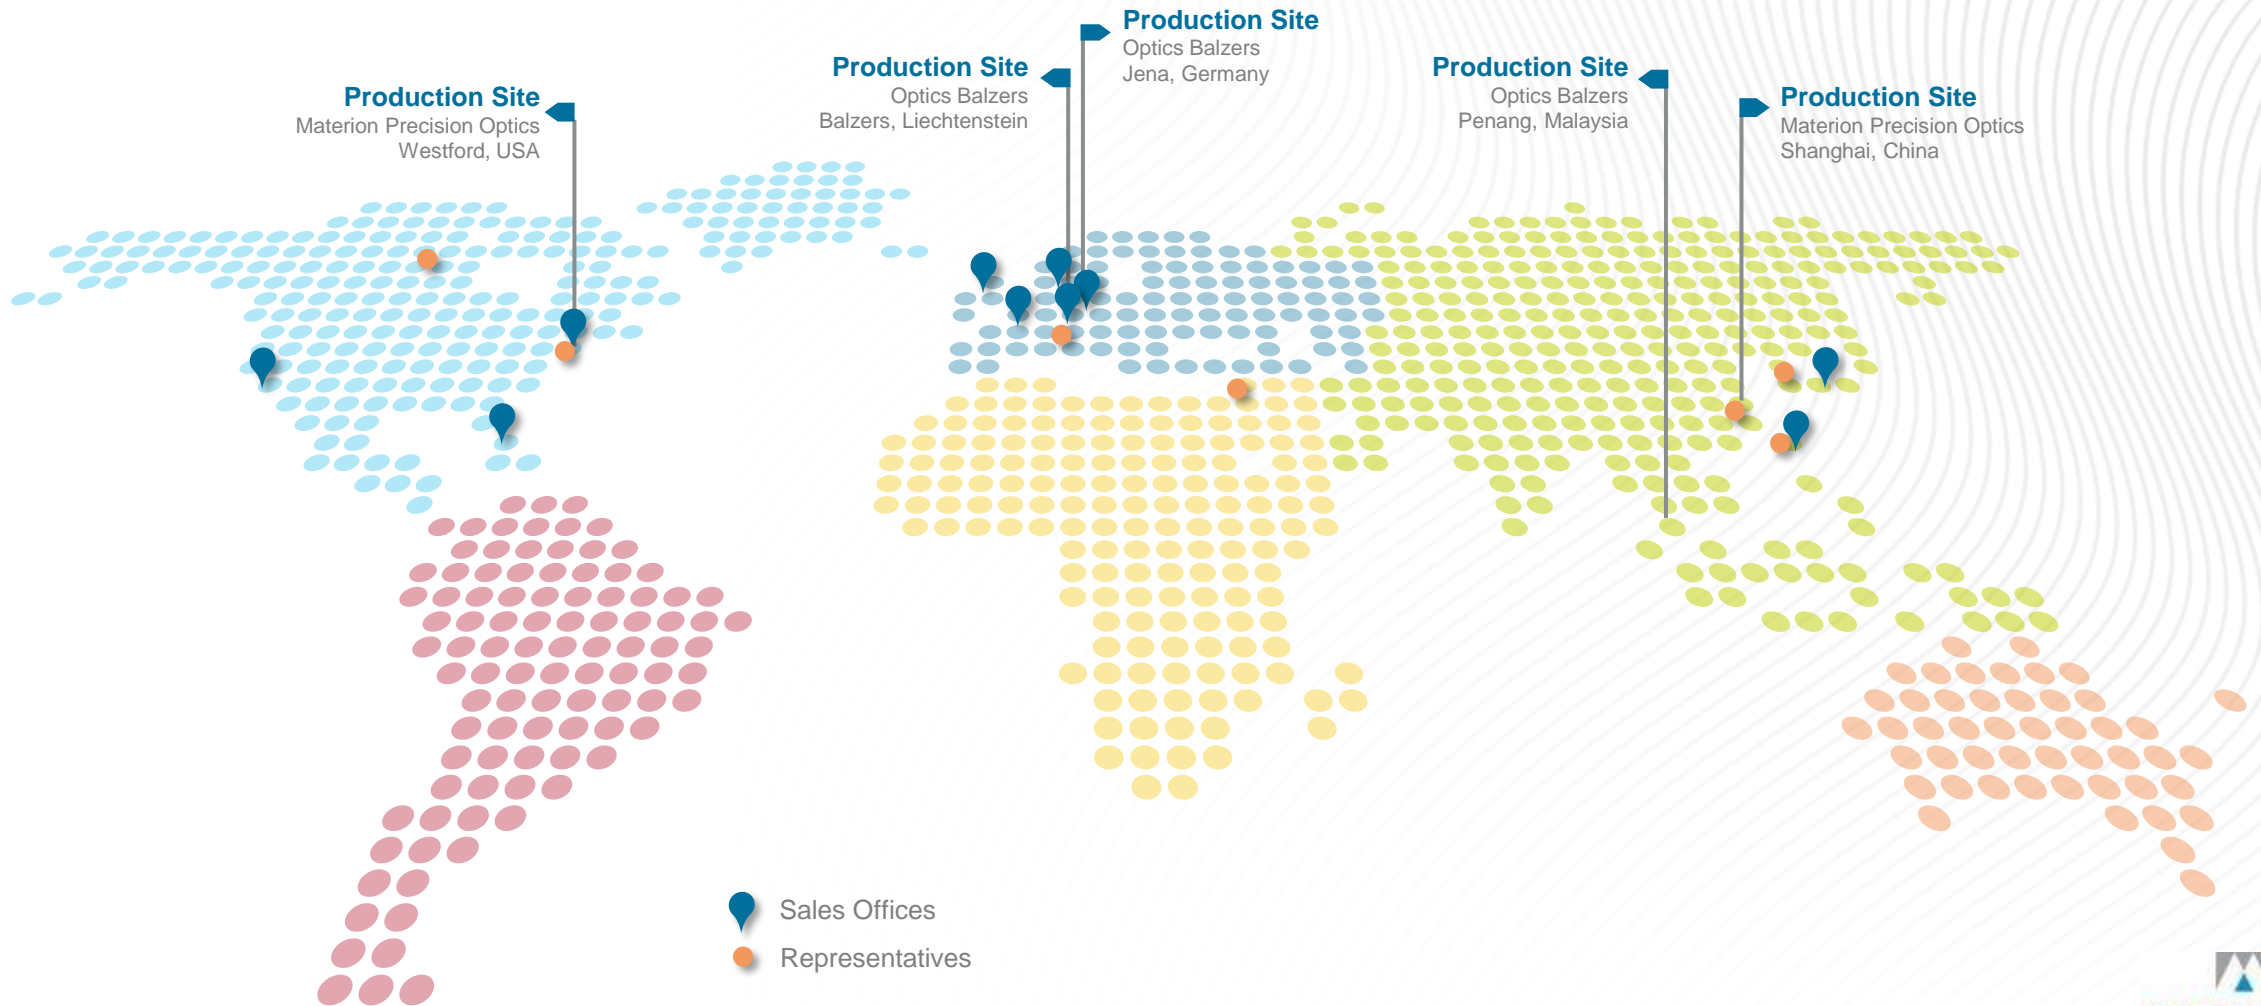 Production Site
Materion Precision Optics
Westford, USA
Production Site
Optics Balzers
Balzers, Liechtenstein
Production Site
Optics Balzers
Jena, Germany
Production Site
Optics Balzers
Penang, Malaysia
Production Site
Materion Precision Optics
Shanghai, China
Sales Offices
Representatives